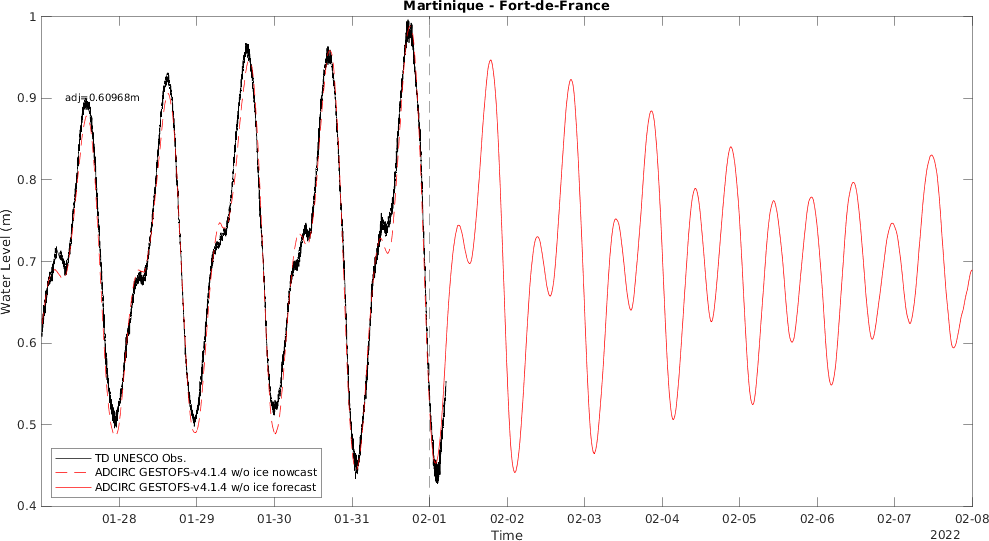 Martinique - Fort-de-France
1
0.9
0.8
0.7
0.6
0.5
0.4
Water Level (m)
adj=0.60968m
TD UNESCO Obs.
ADCIRC GESTOFS-v4.1.4 w/o ice nowcast
ADCIRC GESTOFS-v4.1.4 w/o ice forecast
01-28 01-29 01-30 01-31 02-01 02-02 02-03 02-04 02-05 02-06 02-07 02-08
Time
2022